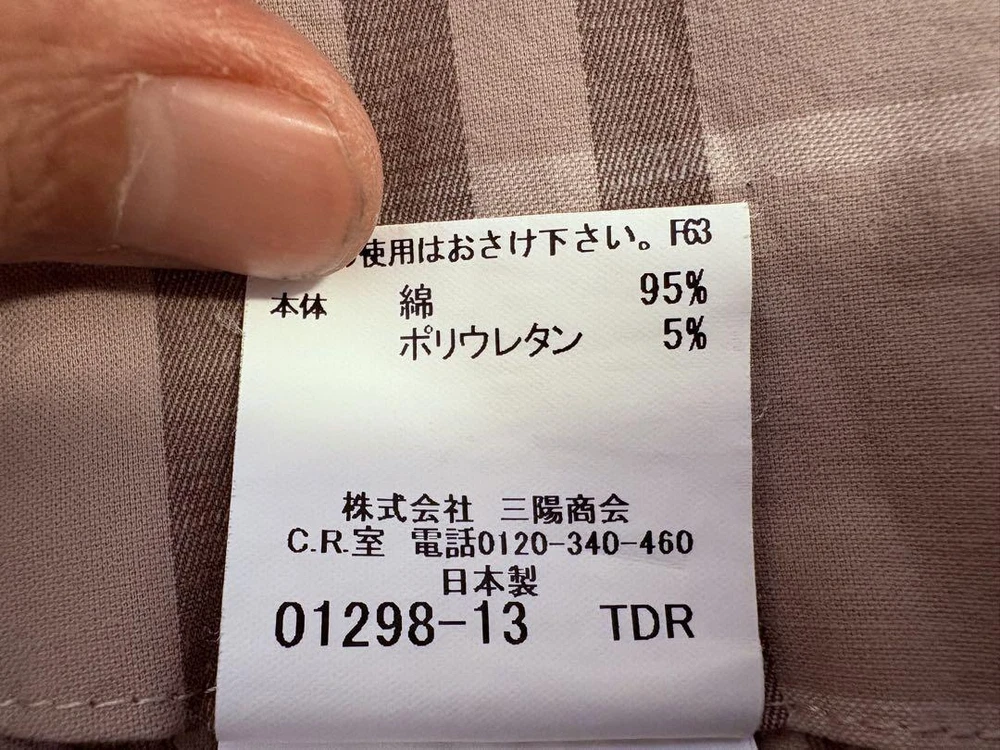 使用はおさけ下さい。 F63
本体 綿 95%
ポリウレタン 5%
株式会社 三陽商会
C.R.室 電話0120-340-460
日本製
01298-13 TDR